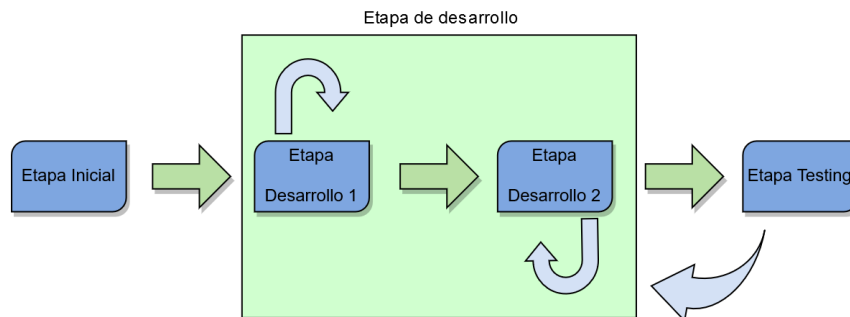 Etapa de desarrollo
Etapa Inicial
Etapa
Desarrollo 1
Etapa
Desarrollo 2
Etapa Testing